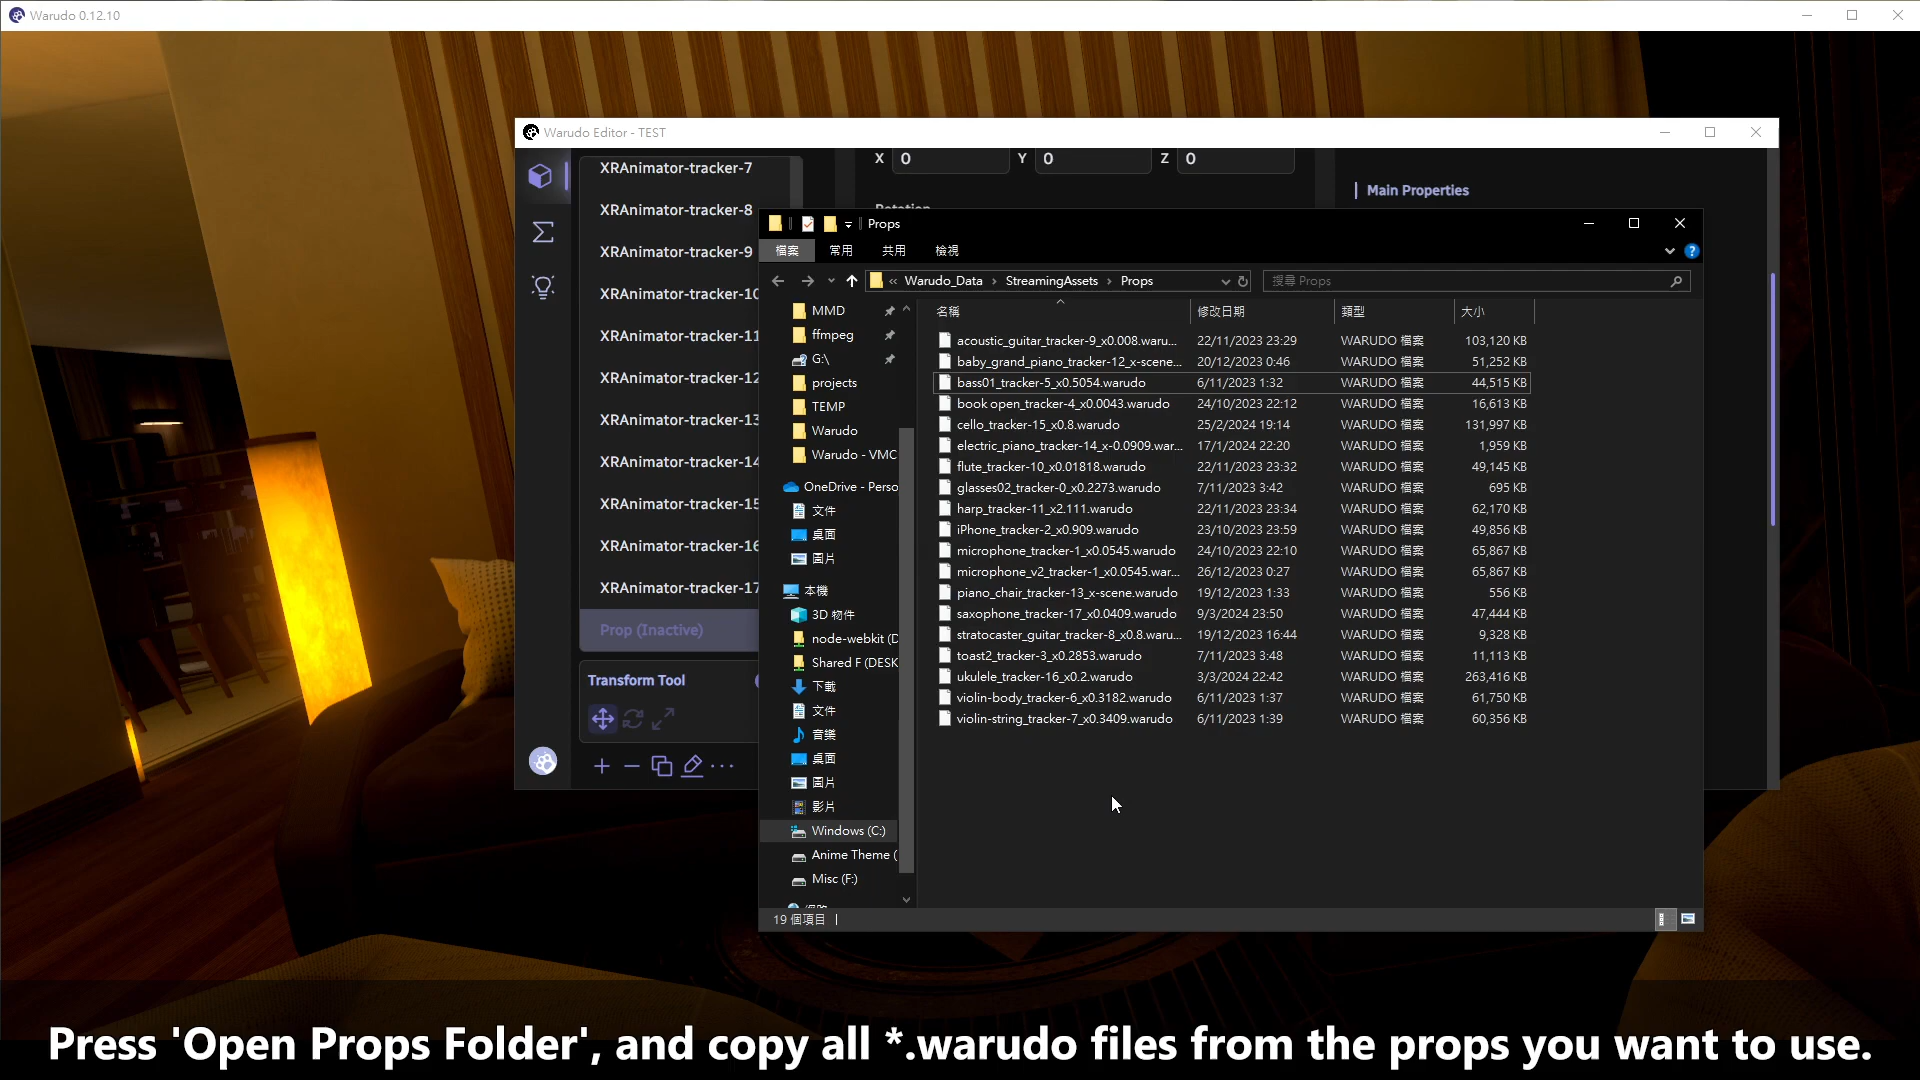 Warudo 0.12.10
Warudo Editor - TEST
XRAnimator-tracker-7
XRAnimator-tracker-8
XRAnimator-tracker-9
XRAnimator-tracker-10
XRAnimator-tracker-11
XRAnimator-tracker-12
XRAnimator-tracker-13
XRAnimator-tracker-14
XRAnimator-tracker-15
XRAnimator-tracker-16
XRAnimator-tracker-17
Prop (Inactive)
Transform Tool
X 0 Y 0 Z 0
Rotation
Main Properties
Props
檔案 常用 共用 檢視
« Warudo_Data › StreamingAssets › Props
搜尋 Props
MMD
ffmpeg
G:\
projects
TEMP
Warudo
Warudo - VMC
OneDrive - Perso
文件
桌面
圖片
本機
3D 物件
node-webkit (D
Shared F (DESK
下載
文件
音樂
桌面
圖片
影片
Windows (C:)
Anime Theme (
Misc (F:)
名稱 修改日期 類型 大小
acoustic_guitar_tracker-9_x0.008.waru... 22/11/2023 23:29 WARUDO 檔案 103,120 KB
baby_grand_piano_tracker-12_x-scene... 20/12/2023 0:46 WARUDO 檔案 51,252 KB
bass01_tracker-5_x0.5054.warudo 6/11/2023 1:32 WARUDO 檔案 44,515 KB
book open_tracker-4_x0.0043.warudo 24/10/2023 22:12 WARUDO 檔案 16,613 KB
cello_tracker-15_x0.8.warudo 25/2/2024 19:14 WARUDO 檔案 131,997 KB
electric_piano_tracker-14_x-0.0909.war... 17/1/2024 22:20 WARUDO 檔案 1,959 KB
flute_tracker-10_x0.01818.warudo 22/11/2023 23:32 WARUDO 檔案 49,145 KB
glasses02_tracker-0_x0.2273.warudo 7/11/2023 3:42 WARUDO 檔案 695 KB
harp_tracker-11_x2.111.warudo 22/11/2023 23:34 WARUDO 檔案 62,170 KB
iPhone_tracker-2_x0.909.warudo 23/10/2023 23:59 WARUDO 檔案 49,856 KB
microphone_tracker-1_x0.0545.warudo 24/10/2023 22:10 WARUDO 檔案 65,867 KB
microphone_v2_tracker-1_x0.0545.war... 26/12/2023 0:27 WARUDO 檔案 65,867 KB
piano_chair_tracker-13_x-scene.warudo 19/12/2023 1:33 WARUDO 檔案 556 KB
saxophone_tracker-17_x0.0409.warudo 9/3/2024 23:50 WARUDO 檔案 47,444 KB
stratocaster_guitar_tracker-8_x0.8.waru... 19/12/2023 16:44 WARUDO 檔案 9,328 KB
toast2_tracker-3_x0.2853.warudo 7/11/2023 3:48 WARUDO 檔案 11,113 KB
ukulele_tracker-16_x0.2.warudo 3/3/2024 22:42 WARUDO 檔案 263,416 KB
violin-body_tracker-6_x0.3182.warudo 6/11/2023 1:37 WARUDO 檔案 61,750 KB
violin-string_tracker-7_x0.3409.warudo 6/11/2023 1:39 WARUDO 檔案 60,356 KB
19 個項目
Press 'Open Props Folder', and copy all *.warudo files from the props you want to use.